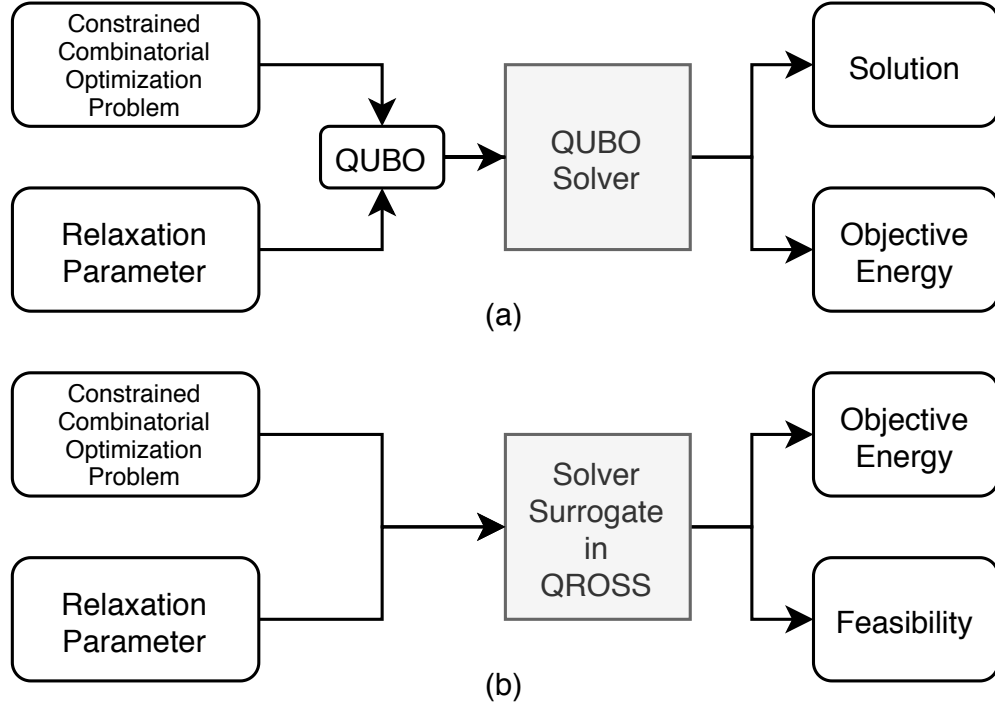 Constrained
Combinatorial
Optimization
Problem
Relaxation
Parameter
QUBO
QUBO
Solver
Solution
Objective
Energy
(a)
Constrained
Combinatorial
Optimization
Problem
Relaxation
Parameter
Solver
Surrogate
in
QROSS
Objective
Energy
Feasibility
(b)